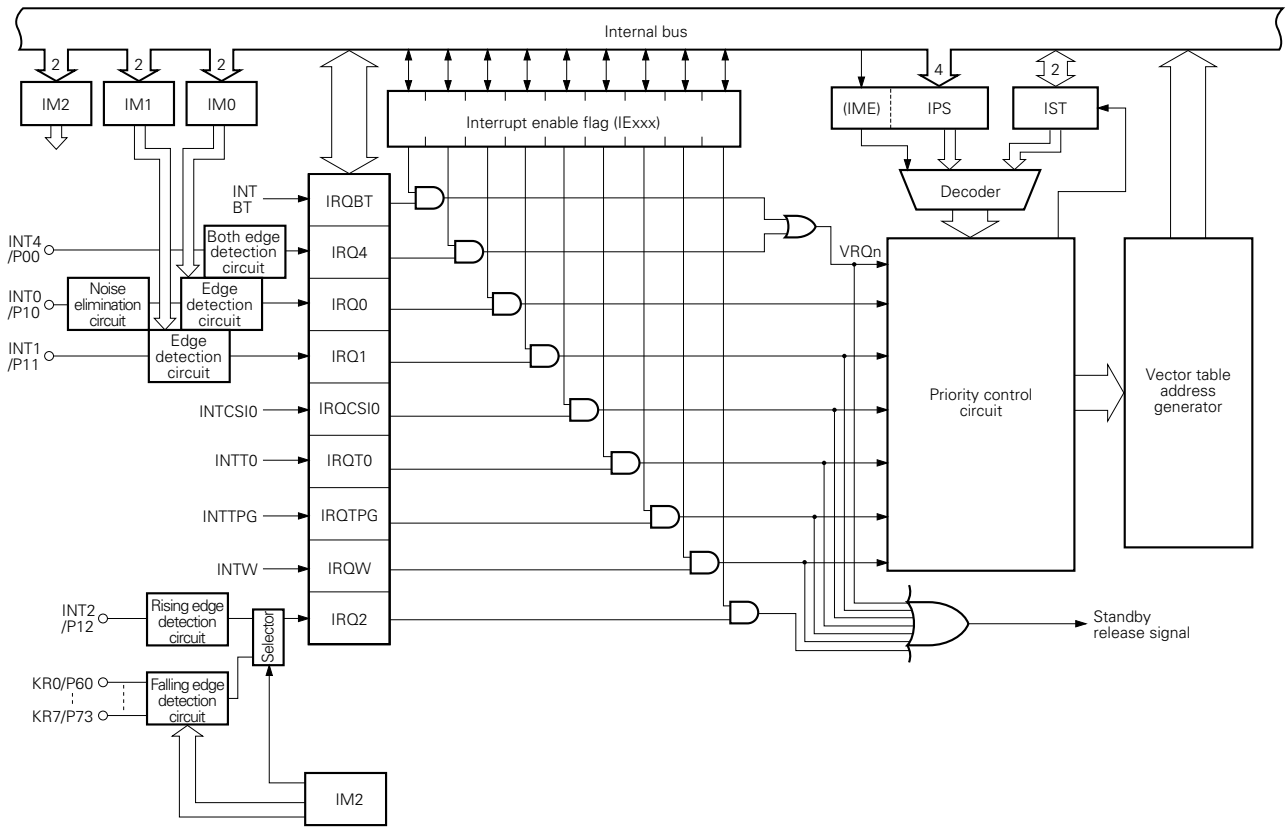 Internal bus
2
2
2
4
2
IM2
IM1
IM0
Interrupt enable flag (IExxx)
(IME)
IPS
IST
Decoder
INT
BT
IRQBT
INT4
/P00
Both edge
detection
circuit
IRQ4
VRQn
INT0
/P10
Noise
elimination
circuit
Edge
detection
circuit
IRQ0
INT1
/P11
Edge
detection
circuit
IRQ1
Priority control
circuit
Vector table
address
generator
INTCSI0
IRQCSI0
INTT0
IRQT0
INTTPG
IRQTPG
INTW
IRQW
INT2
/P12
Rising edge
detection
circuit
Selector
IRQ2
Standby
release signal
KR0/P60
KR7/P73
Falling edge
detection
circuit
IM2